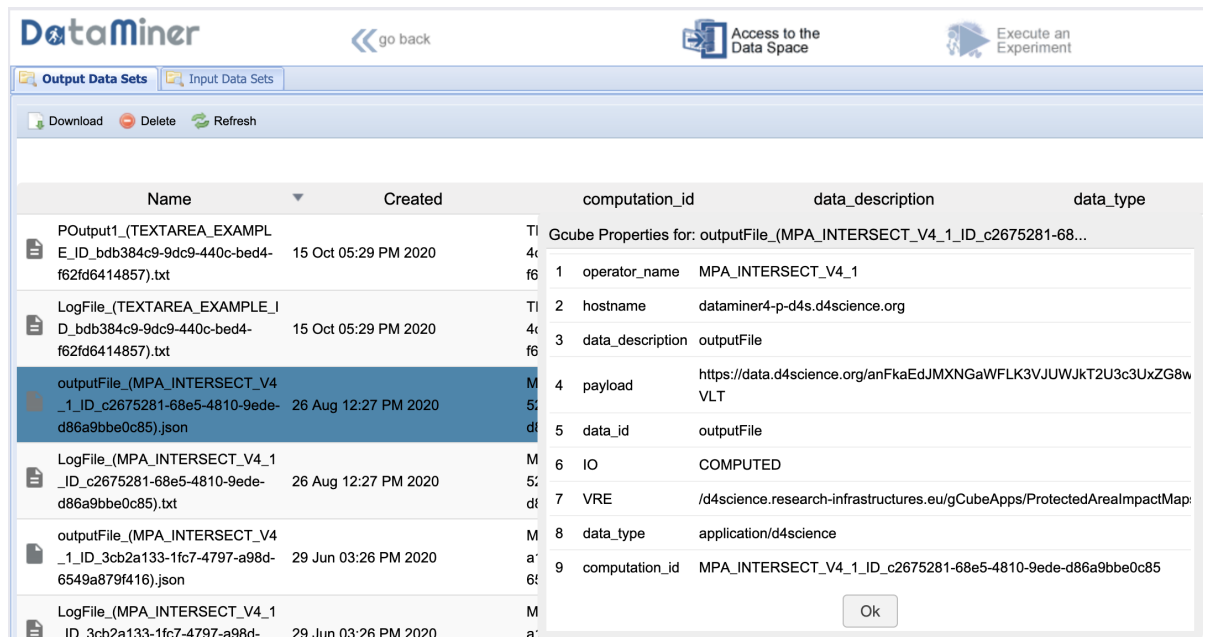 DataMiner
go back
Access to the
Data Space
Execute an
Experiment
Output Data Sets
Input Data Sets
Download
Delete
Refresh
Name
Created
computation_id
data_description
data_type
POutput1_(TEXTAREA_EXAMPL
E_ID_bdb384c9-9dc9-440c-bed4-
f62fd6414857).txt
15 Oct 05:29 PM 2020
LogFile_(TEXTAREA_EXAMPLE_I
D_bdb384c9-9dc9-440c-bed4-
f62fd6414857).txt
15 Oct 05:29 PM 2020
outputFile_(MPA_INTERSECT_V4
_1_ID_c2675281-68e5-4810-9ede-
d86a9bbe0c85).json
26 Aug 12:27 PM 2020
LogFile_(MPA_INTERSECT_V4_1
_ID_c2675281-68e5-4810-9ede-
d86a9bbe0c85).txt
26 Aug 12:27 PM 2020
outputFile_(MPA_INTERSECT_V4
_1_ID_3cb2a133-1fc7-4797-a98d-
6549a879f416).json
29 Jun 03:26 PM 2020
LogFile_(MPA_INTERSECT_V4_1
_ID_3cb2a133-1fc7-4797-a98d-
29 Jun 03:26 PM 2020
Gcube Properties for: outputFile_(MPA_INTERSECT_V4_1_ID_c2675281-68...
1 operator_name MPA_INTERSECT_V4_1
2 hostname dataminer4-p-d4s.d4science.org
3 data_description outputFile
4 payload https://data.d4science.org/anFkaEdJMXNGaWFLK3VJUWJkT2U3c3UxZG8w
VLT
5 data_id outputFile
6 IO COMPUTED
7 VRE /d4science.research-infrastructures.eu/gCubeApps/ProtectedAreaImpactMap
8 data_type application/d4science
9 computation_id MPA_INTERSECT_V4_1_ID_c2675281-68e5-4810-9ede-d86a9bbe0c85
Ok